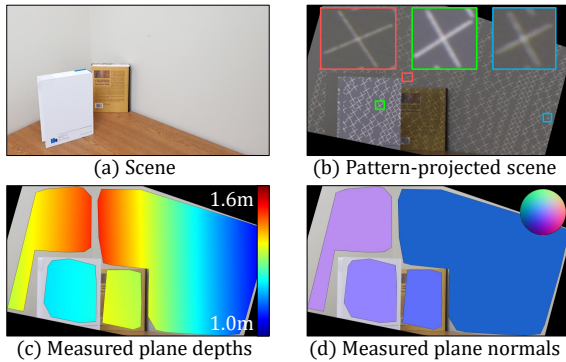 (a) Scene
(b) Pattern-projected scene
1.6m
1.0m
(c) Measured plane depths
(d) Measured plane normals